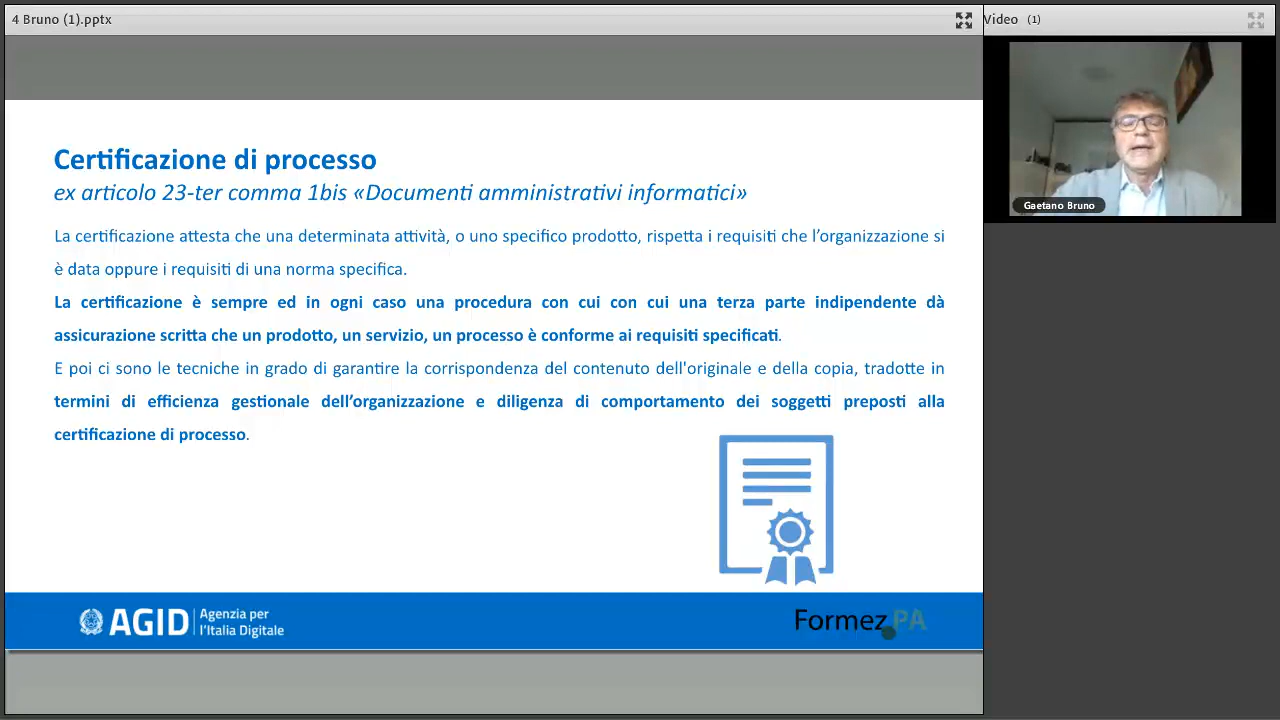 4 Bruno (1).pptx
Video (1)
Gaetano Bruno
Certificazione di processo
ex articolo 23-ter comma 1bis «Documenti amministrativi informatici»
La certificazione attesta che una determinata attività, o uno specifico prodotto, rispetta i requisiti che l’organizzazione si
è data oppure i requisiti di una norma specifica.
La certificazione è sempre ed in ogni caso una procedura con cui con cui una terza parte indipendente dà
assicurazione scritta che un prodotto, un servizio, un processo è conforme ai requisiti specificati.
E poi ci sono le tecniche in grado di garantire la corrispondenza del contenuto dell'originale e della copia, tradotte in
termini di efficienza gestionale dell’organizzazione e diligenza di comportamento dei soggetti preposti alla
certificazione di processo.
AGID
Agenzia per
l’Italia Digitale
Formez PA